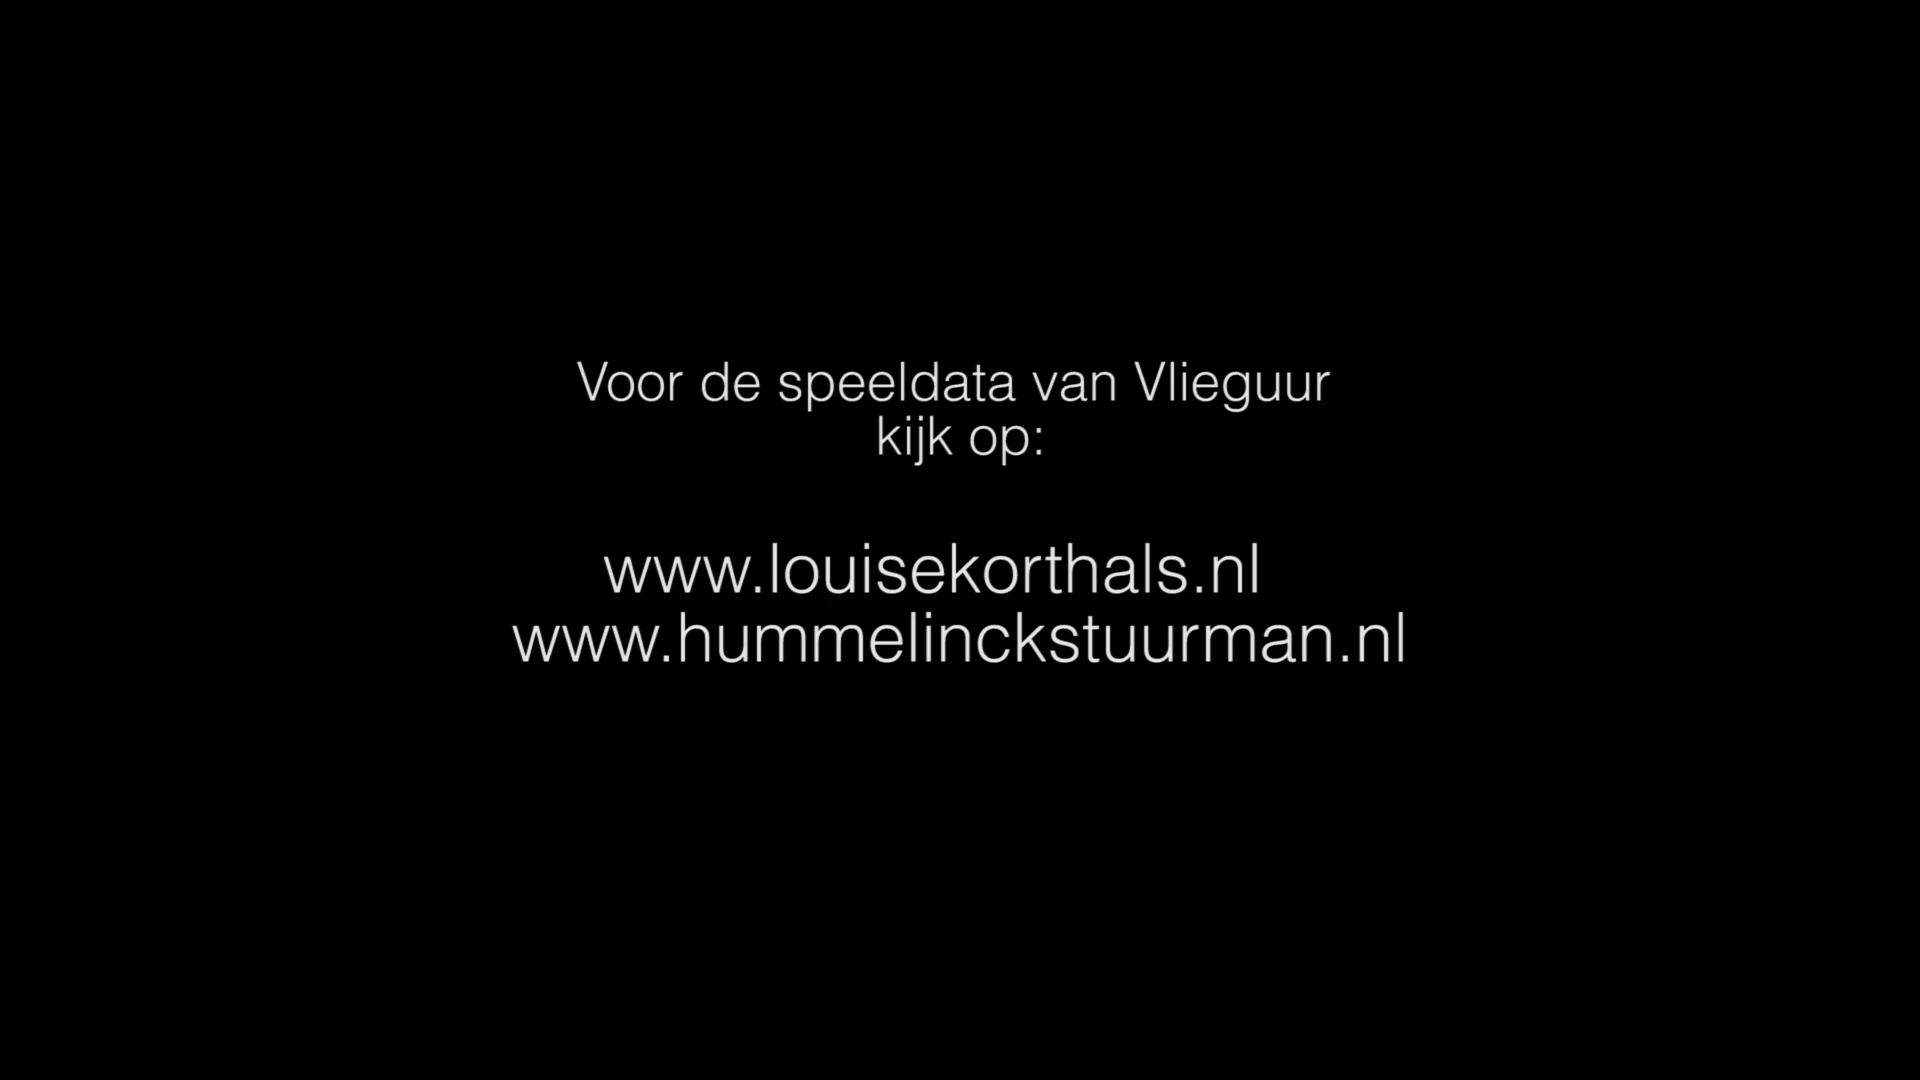 Voor de speeldata van Vlieguur
kijk op:
www.louisekorthals.nl
www.hummelinckstuurman.nl